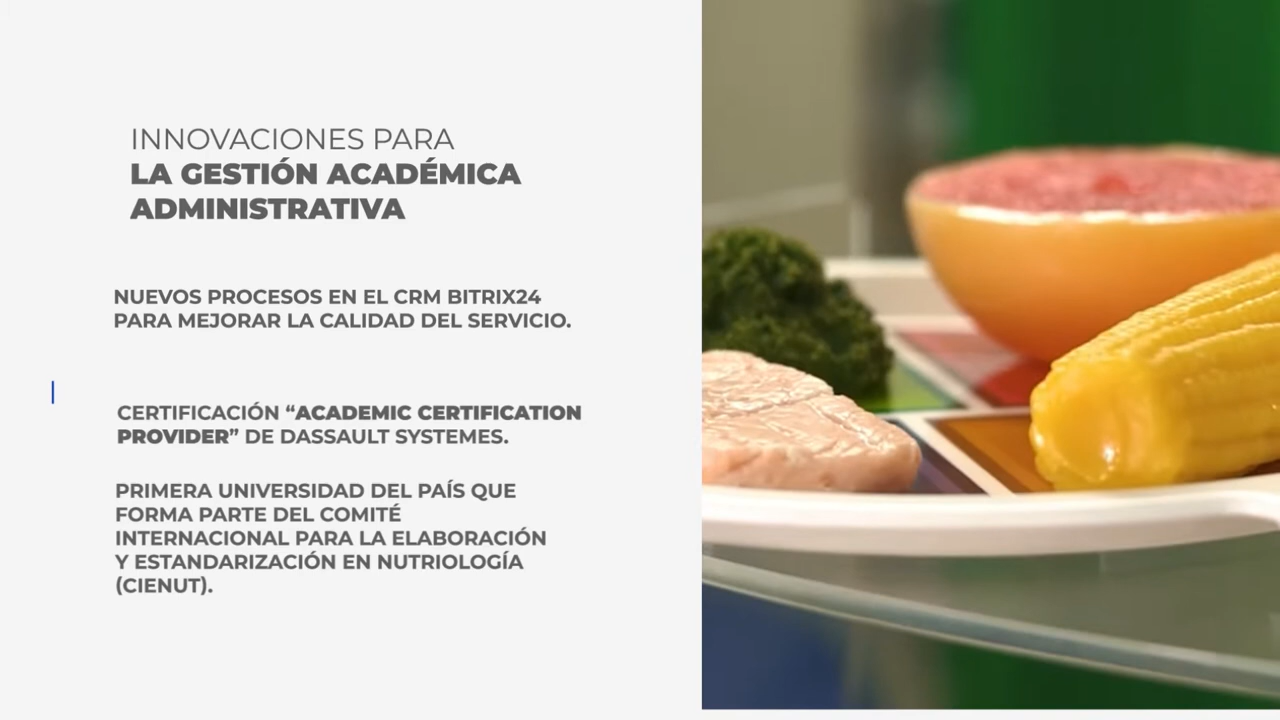 INNOVACIONES PARA
LA GESTIÓN ACADÉMICA
ADMINISTRATIVA
NUEVOS PROCESOS EN EL CRM BITRIX24
PARA MEJORAR LA CALIDAD DEL SERVICIO.
CERTIFICACIÓN “ACADEMIC CERTIFICATION
PROVIDER” DE DASSAULT SYSTEMES.
PRIMERA UNIVERSIDAD DEL PAÍS QUE
FORMA PARTE DEL COMITÉ
INTERNACIONAL PARA LA ELABORACIÓN
Y ESTANDARIZACIÓN EN NUTRIOLOGÍA
(CIENUT).